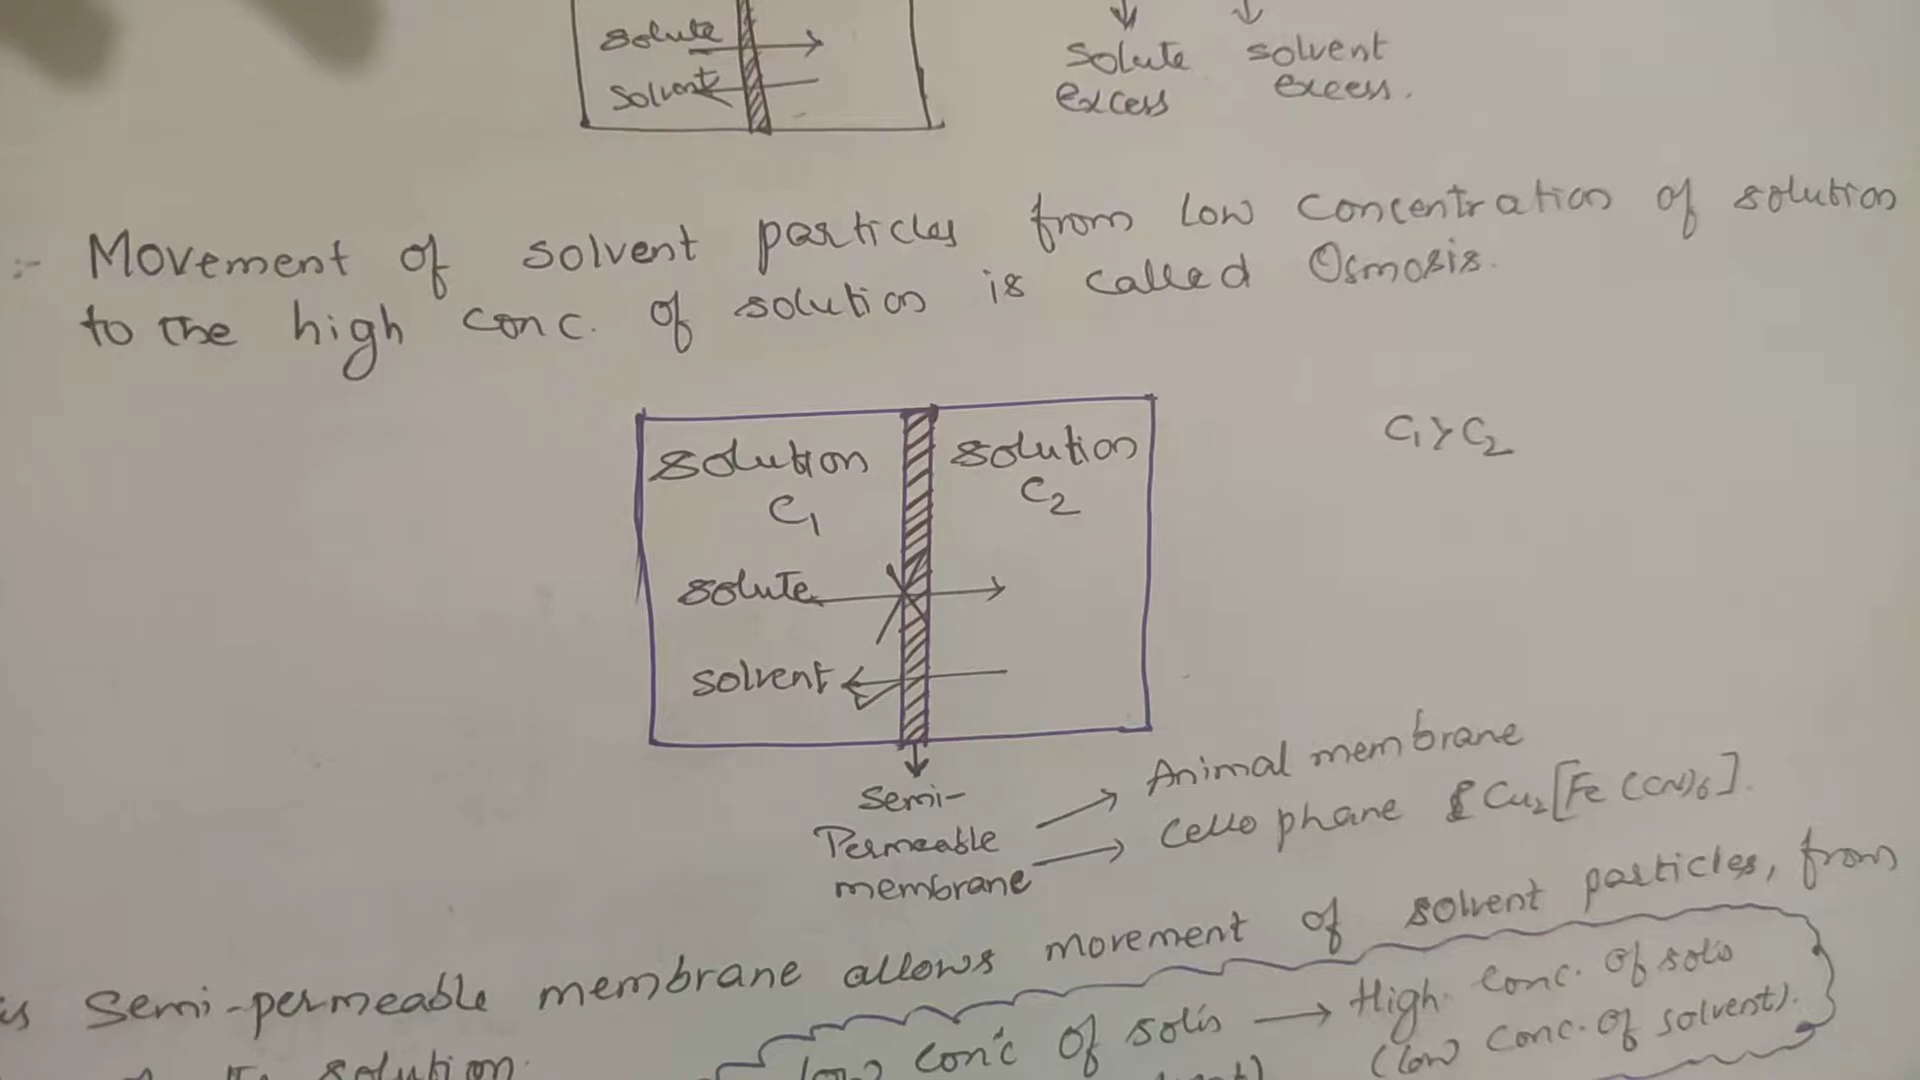 solute
solvent
solute solvent
excess excess.
:- Movement of solvent particles from low concentration of solution
to the high conc. of solution is called Osmosis.
solution
C1
solution
C2
C1 > C2
solute
solvent
Semi-
Permeable
membrane
Animal membrane
Cellophane & Cu2[Fe(CN)6].
Semi-permeable membrane allows movement of solvent particles, from
low conc of solis → High conc. of solo
(low conc. of solvent).
solution.